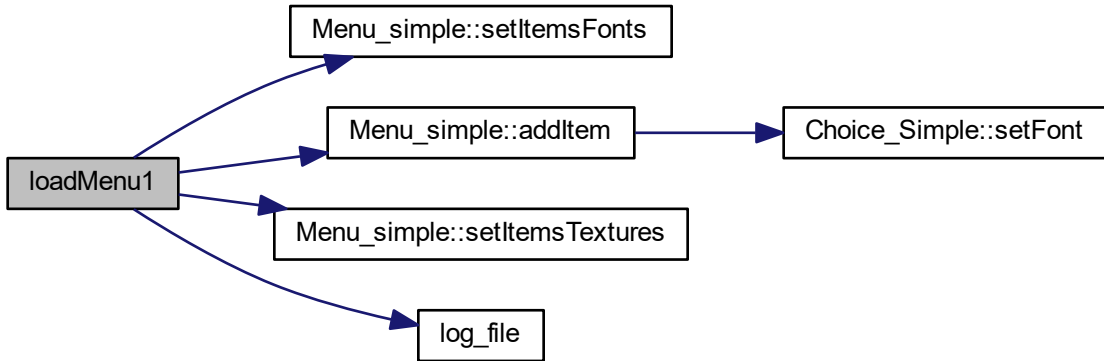 Menu_simple::setItemsFonts
Menu_simple::addItem
Choice_Simple::setFont
loadMenu1
Menu_simple::setItemsTextures
log_file